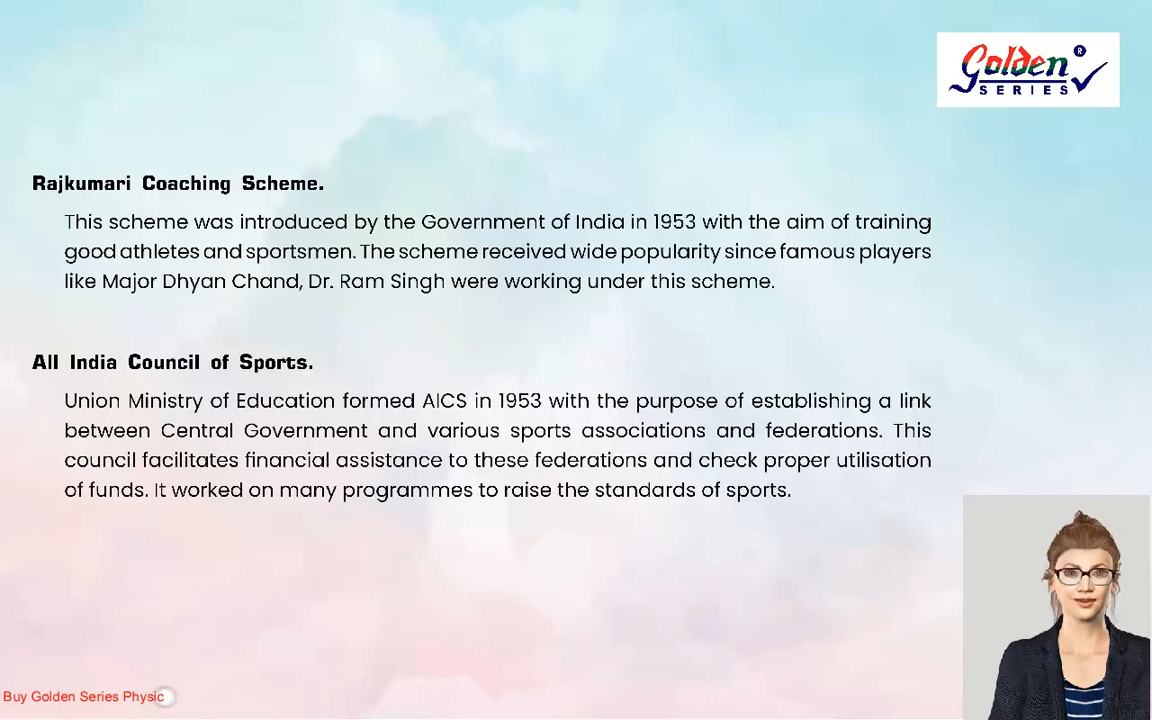 Golden®
SERIES
Rajkumari Coaching Scheme.
This scheme was introduced by the Government of India in 1953 with the aim of training
good athletes and sportsmen. The scheme received wide popularity since famous players
like Major Dhyan Chand, Dr. Ram Singh were working under this scheme.
All India Council of Sports.
Union Ministry of Education formed AICS in 1953 with the purpose of establishing a link
between Central Government and various sports associations and federations. This
council facilitates financial assistance to these federations and check proper utilisation
of funds. It worked on many programmes to raise the standards of sports.
Buy Golden Series Physic